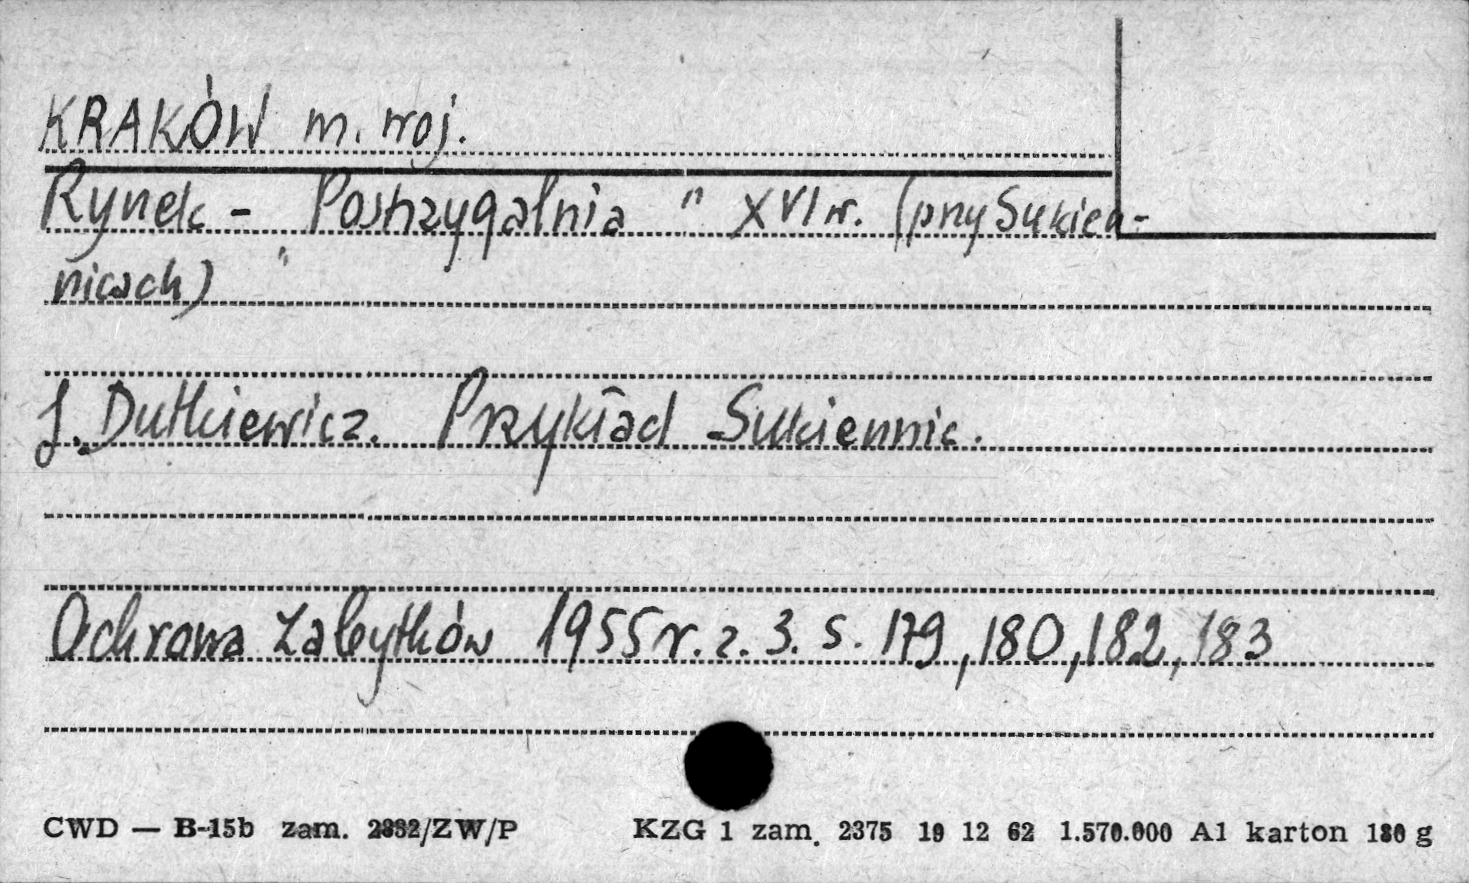 KRAKÓW m. woj.
Rynek - "Postrzygalnia" XVI w. (przy Sukien-
nicach)
J. Dutkiewicz. Przykład Sukiennic.
Ochrona Zabytków 1955 r. z. 3. s. 179, 180, 182, 183
CWD — B-15b zam. 2332/ZW/P KZG 1 zam. 2375 19 12 62 1.570.000 A1 karton 180 g